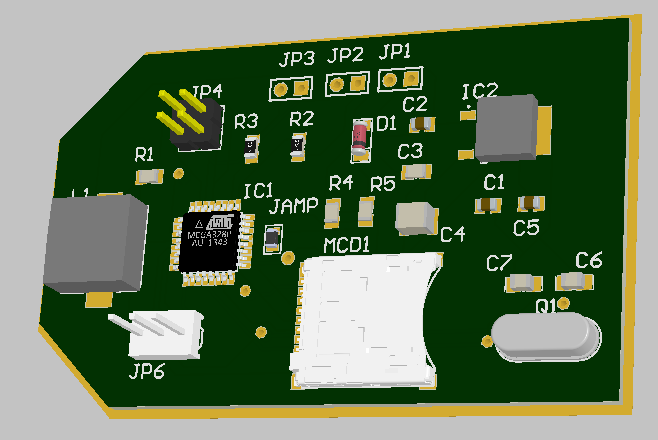 JP3 JP2 JP1
JP4
IC2
C2
R3 R2 D1
R1
C3
IC1
JAMP
R4 R5
C1
L1
ATMEL
MEGA328P
AU 1343
C4
C5
MCD1
C7 C6
Q1
JP6